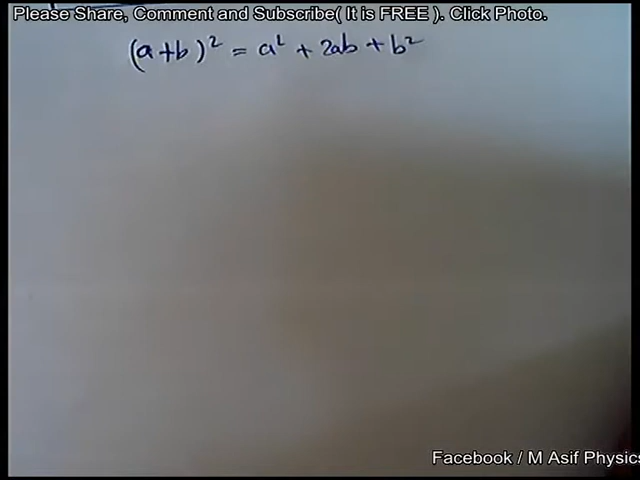 Please Share, Comment and Subscribe( It is FREE ). Click Photo.
(a+b)² = a² + 2ab + b²
Facebook / M Asif Physics